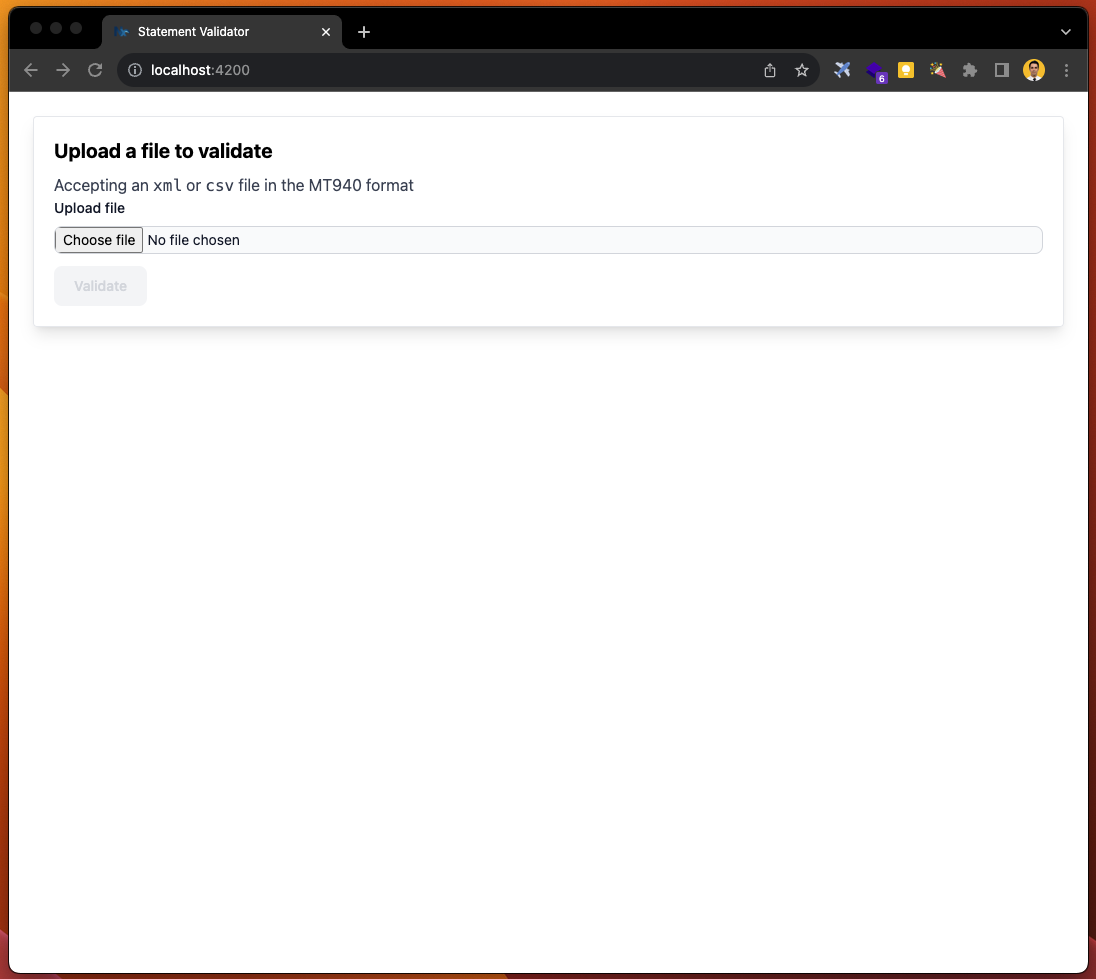 Statement Validator
localhost:4200
6
Upload a file to validate
Accepting an xml or csv file in the MT940 format
Upload file
Choose file No file chosen
Validate